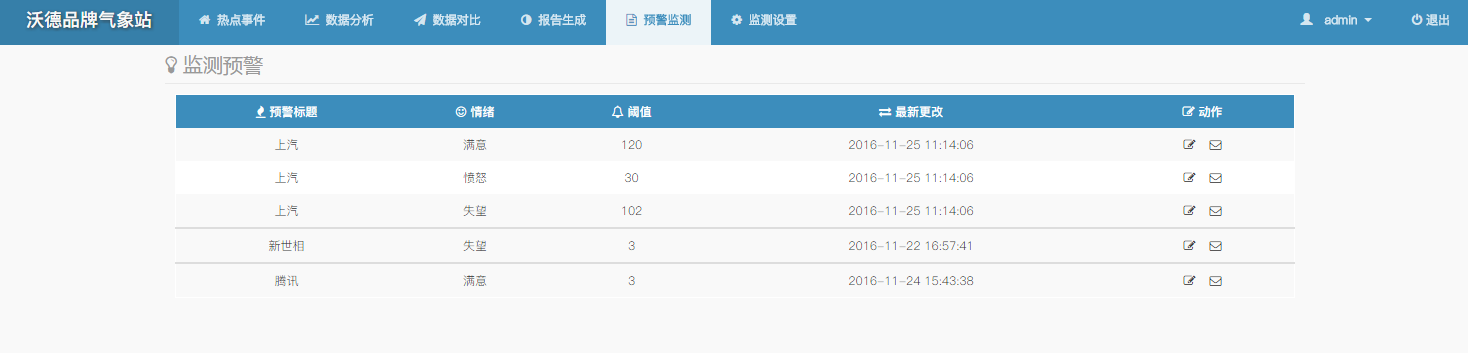 沃德品牌气象站 热点事件 数据分析 数据对比 报告生成 预警监测 监测设置 admin 退出
监测预警
预警标题 情绪 阈值 最新更改 动作
上汽 满意 120 2016-11-25 11:14:06
上汽 愤怒 30 2016-11-25 11:14:06
上汽 失望 102 2016-11-25 11:14:06
新世相 失望 3 2016-11-22 16:57:41
腾讯 满意 3 2016-11-24 15:43:38